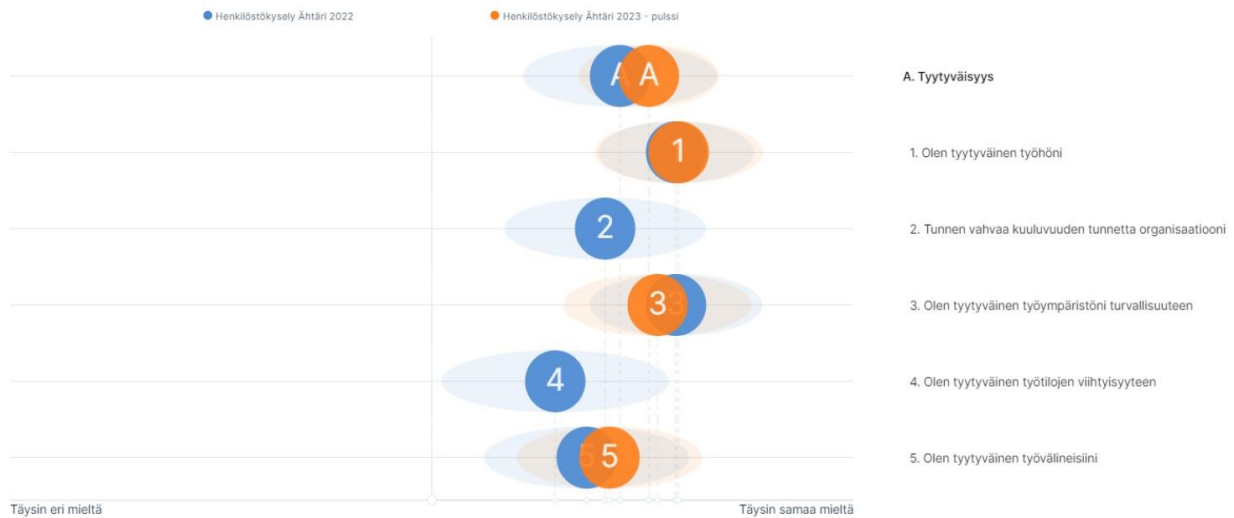 Henkilöstökysely Ähtäri 2022 Henkilöstökysely Ähtäri 2023 - pulssi
A A A. Tyytyväisyys
1 1. Olen tyytyväinen työhöni
2 2. Tunnen vahvaa kuuluvuuden tunnetta organisaatiooni
3 3 3. Olen tyytyväinen työympäristöni turvallisuuteen
4 4. Olen tyytyväinen työtilojen viihtyisyyteen
5 5 5. Olen tyytyväinen työvälineisiini
Täysin eri mieltä Täysin samaa mieltä